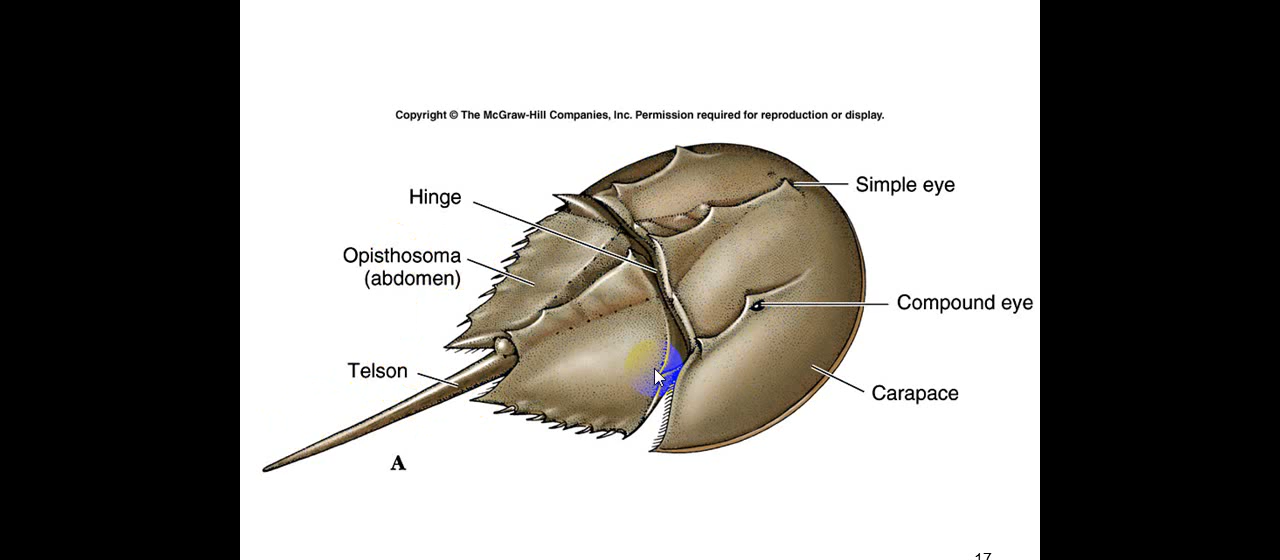 Copyright © The McGraw-Hill Companies, Inc. Permission required for reproduction or display.
Simple eye
Hinge
Opisthosoma
(abdomen)
Compound eye
Telson
Carapace
A
17